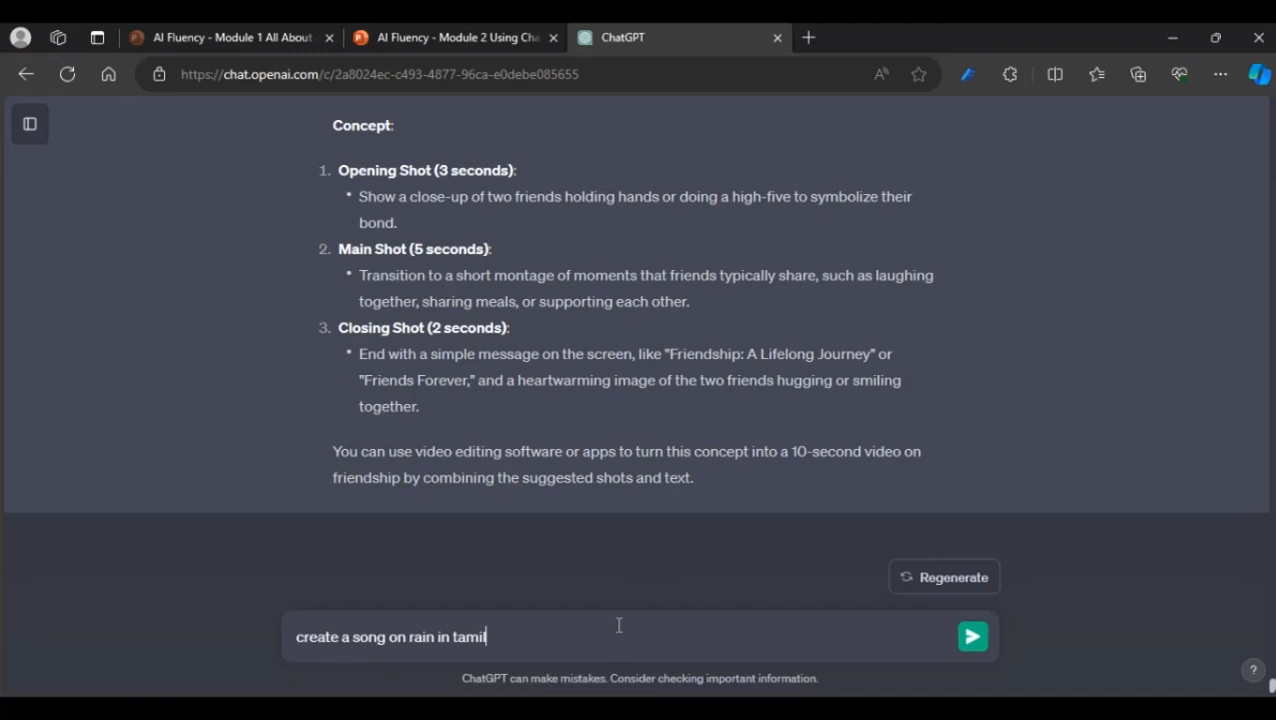 AI Fluency - Module 1 All About
AI Fluency - Module 2 Using Cha
ChatGPT
https://chat.openai.com/c/2a8024ec-c493-4877-96ca-e0debe085655
Concept:
1. Opening Shot (3 seconds):
• Show a close-up of two friends holding hands or doing a high-five to symbolize their
bond.
2. Main Shot (5 seconds):
• Transition to a short montage of moments that friends typically share, such as laughing
together, sharing meals, or supporting each other.
3. Closing Shot (2 seconds):
• End with a simple message on the screen, like "Friendship: A Lifelong Journey" or
"Friends Forever," and a heartwarming image of the two friends hugging or smiling
together.
You can use video editing software or apps to turn this concept into a 10-second video on
friendship by combining the suggested shots and text.
Regenerate
create a song on rain in tamil
ChatGPT can make mistakes. Consider checking important information.
?